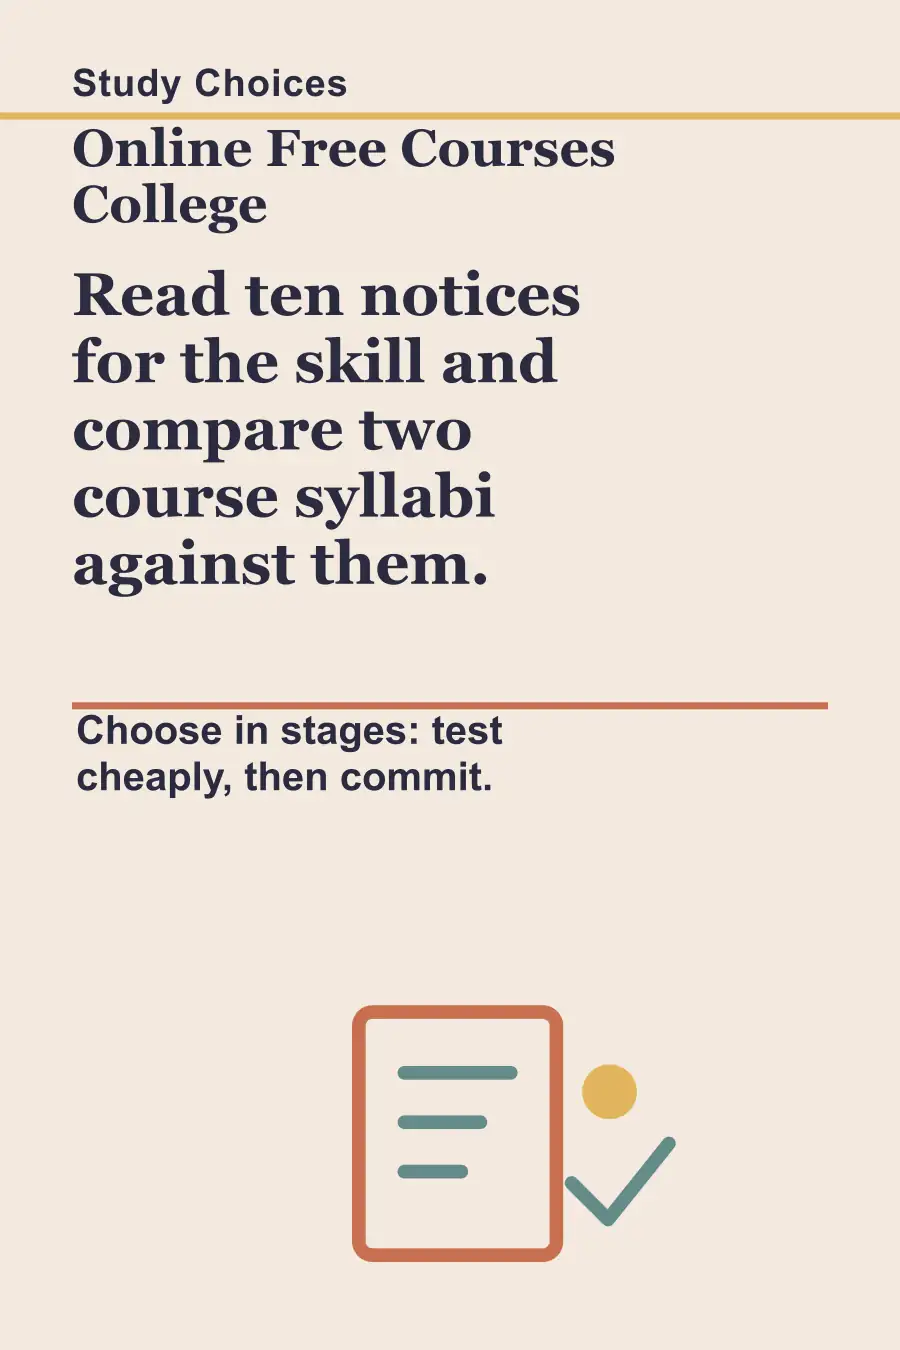 Study Choices
Online Free Courses
College
Read ten notices
for the skill and
compare two
course syllabi
against them.
Choose in stages: test
cheaply, then commit.